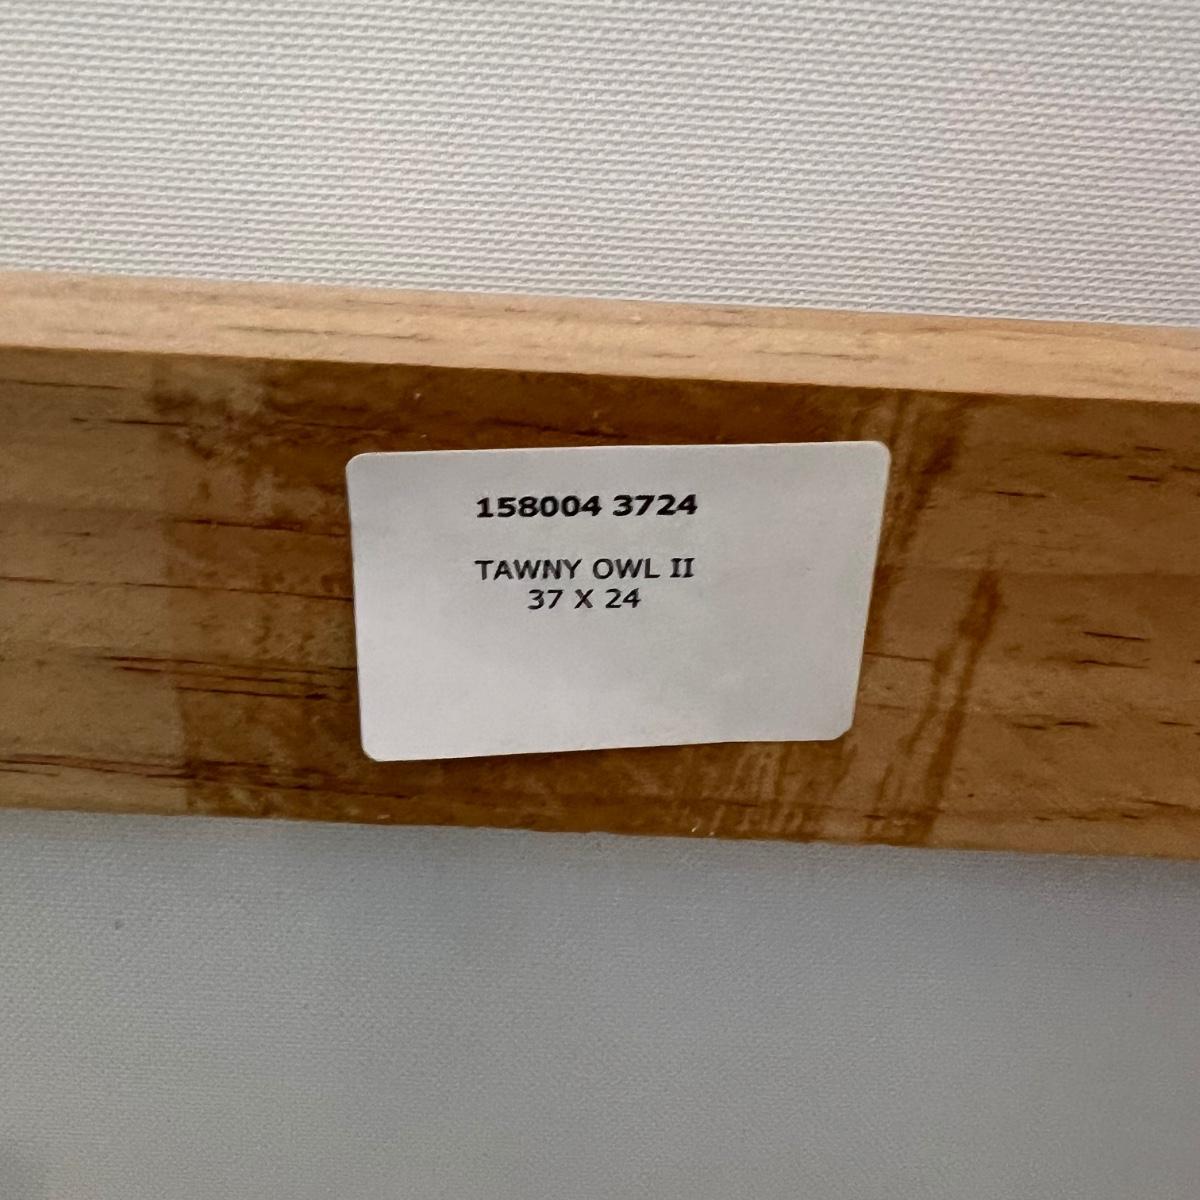 158004 3724
TAWNY OWL II
37 X 24